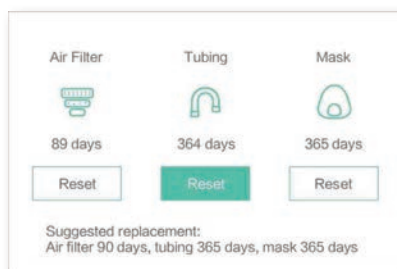 Air Filter Tubing Mask
89 days 364 days 365 days
Reset Reset Reset
Suggested replacement:
Air filter 90 days, tubing 365 days, mask 365 days